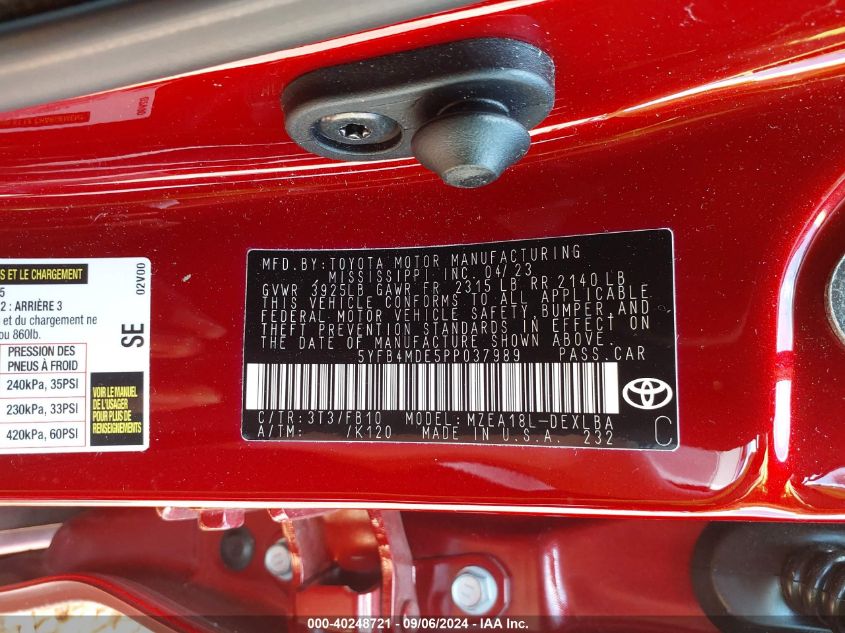 MFD. BY: TOYOTA MOTOR MANUFACTURING
MISSISSIPPI INC. 04/23
GVWR 3925LB GAWR FR 2315 LB RR 2140 LB
THIS VEHICLE CONFORMS TO ALL APPLICABLE
FEDERAL MOTOR VEHICLE SAFETY, BUMPER, AND
THEFT PREVENTION STANDARDS IN EFFECT ON
THE DATE OF MANUFACTURE SHOWN ABOVE.
5YFB4MDE5PP037989 PASS. CAR
C/TR: 3T3/FB10 MODEL: MZEA18L-DEXLBA
A/TM: /K120 MADE IN U.S.A. 232
C
S ET LE CHARGEMENT
5
2 : ARRIÈRE 3
et du chargement ne
ou 860lb.
PRESSION DES
PNEUS À FROID
240kPa, 35PSI
230kPa, 33PSI
420kPa, 60PSI
VOIR LE MANUEL
DE L'USAGER
POUR PLUS DE
RENSEIGNEMENTS
02V00
SE
000-40248721 - 09/06/2024 - IAA Inc.